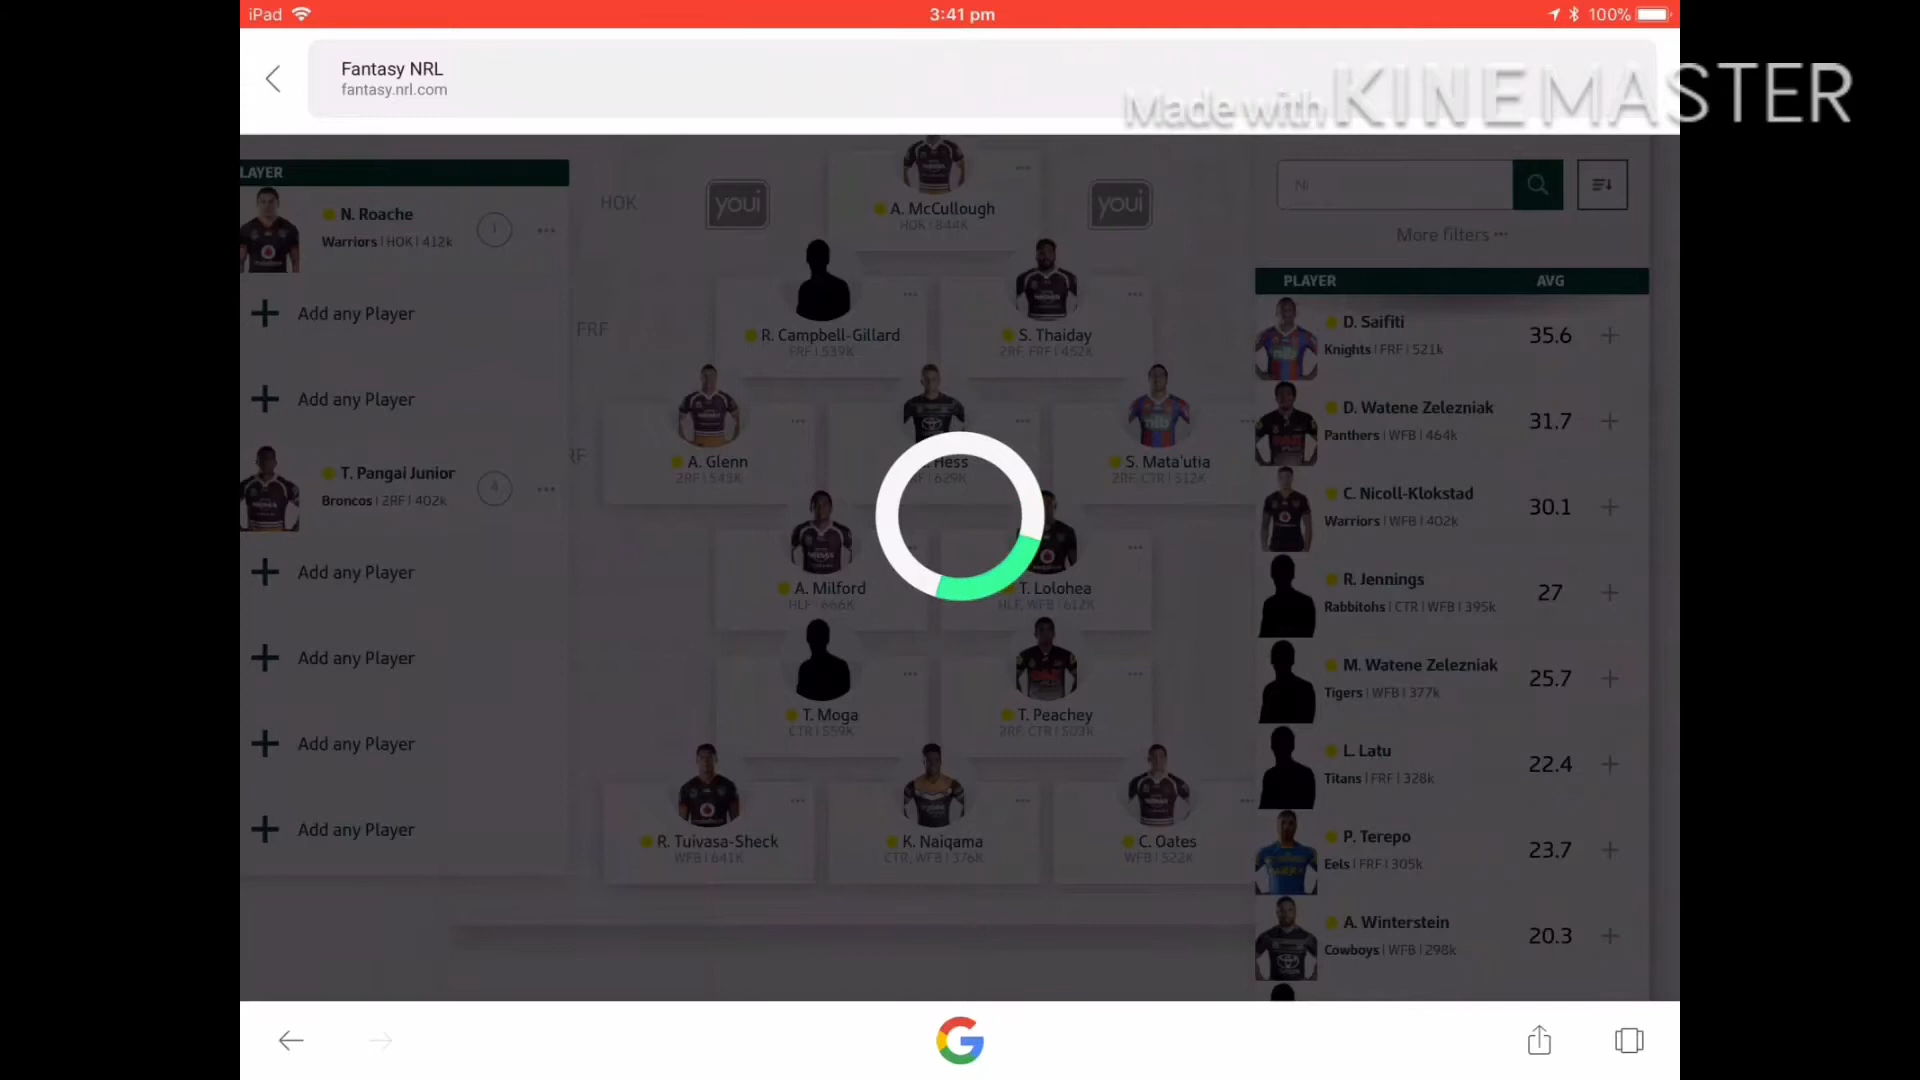 iPad 3:41 pm 100%
Fantasy NRL
fantasy.nrl.com
Made with KINEMASTER
LAYER
N. Roache
Warriors | HOK | 412k
1
Add any Player
Add any Player
T. Pangai Junior
Broncos | 2RF | 402k
4
Add any Player
Add any Player
Add any Player
Add any Player
HOK
youi
youi
A. McCullough
HOK | 844K
FRF
R. Campbell-Gillard
FRF | 539K
S. Thaiday
2RF, FRF | 452K
RF
A. Glenn
2RF | 543K
Hess
RF | 629K
S. Mata'utia
2RF, CTR | 512K
A. Milford
HLF | 666K
T. Lolohea
HLF, WFB | 612K
T. Moga
CTR | 559K
T. Peachey
2RF, CTR | 503K
R. Tuivasa-Sheck
WFB | 641K
K. Naiqama
CTR, WFB | 376K
C. Oates
WFB | 522K
Ni
More filters ···
PLAYER AVG
D. Saifiti 35.6
Knights | FRF | 521k
D. Watene Zelezniak 31.7
Panthers | WFB | 464k
C. Nicoll-Klokstad 30.1
Warriors | WFB | 402k
R. Jennings 27
Rabbitohs | CTR | WFB | 395k
M. Watene Zelezniak 25.7
Tigers | WFB | 377k
L. Latu 22.4
Titans | FRF | 328k
P. Terepo 23.7
Eels | FRF | 305k
A. Winterstein 20.3
Cowboys | WFB | 298k